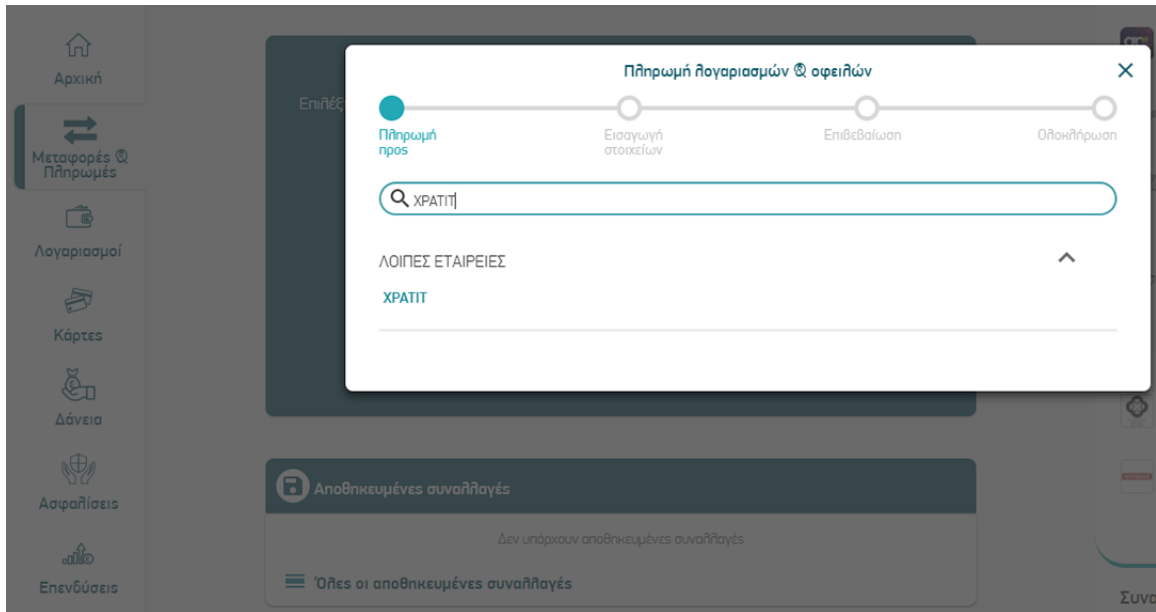 Αρχική
Μεταφορές &
Πληρωμές
Λογαριασμοί
Κάρτες
Δάνεια
Ασφαλίσεις
Επενδύσεις
Πληρωμή λογαριασμών & οφειλών
Πληρωμή
προς
Εισαγωγή
στοιχείων
Επιβεβαίωση
Ολοκλήρωση
ΧΡΑΤΙΤ
ΛΟΙΠΕΣ ΕΤΑΙΡΕΙΕΣ
ΧΡΑΤΙΤ
Αποθηκευμένες συναλλαγές
Δεν υπάρχουν αποθηκευμένες συναλλαγές
Όλες οι αποθηκευμένες συναλλαγές